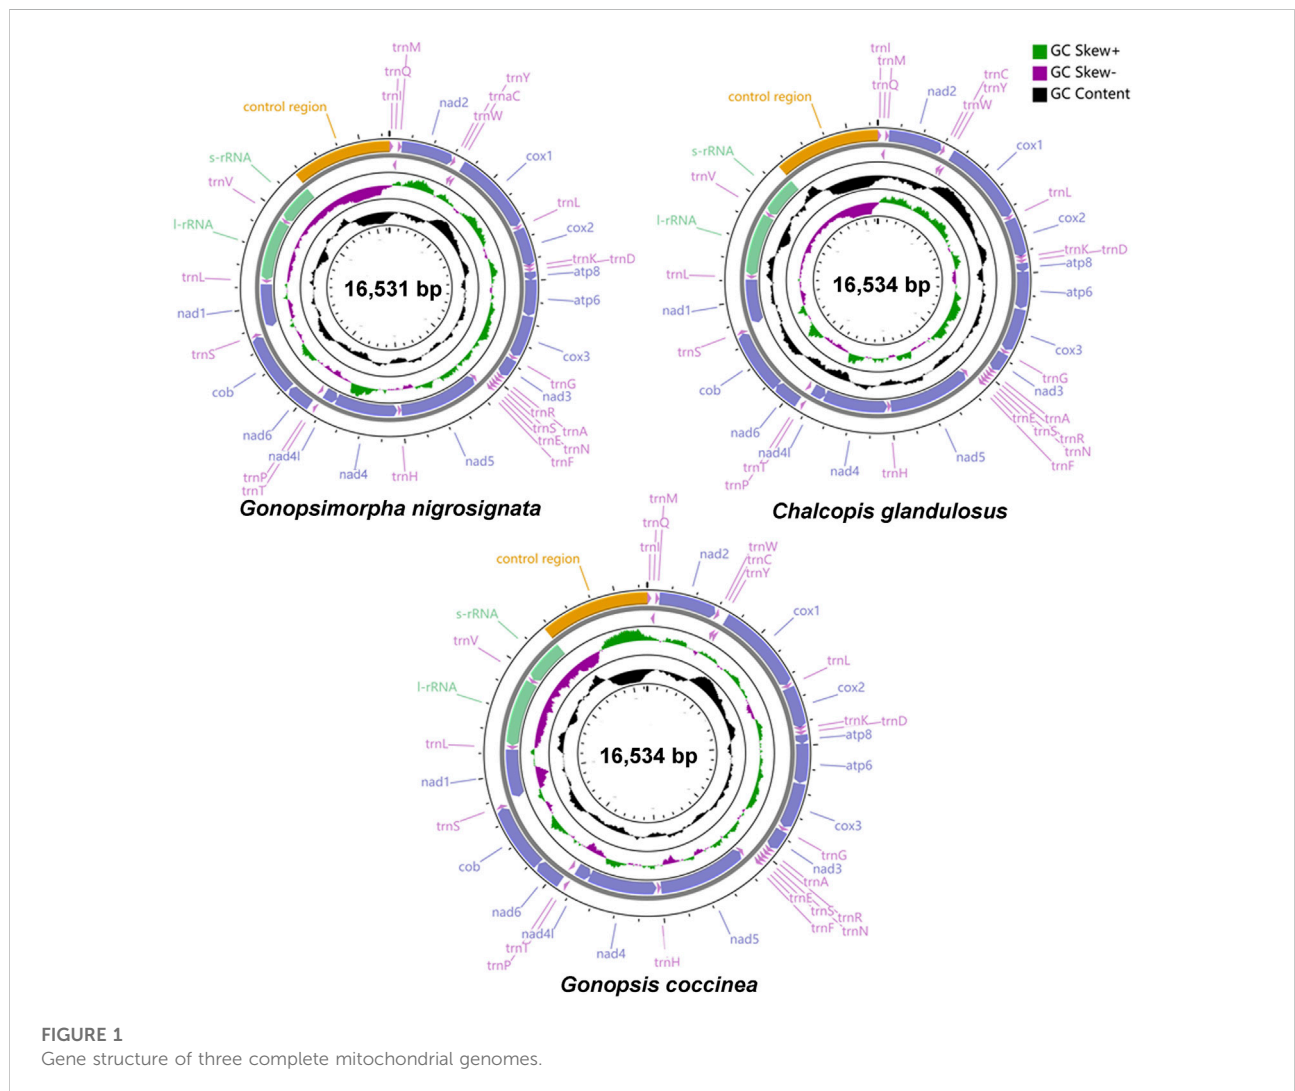 trnM
trnQ
trnI
trnY
trnaC
trnW
nad2
control region
cox1
s-rRNA
trnV
l-rRNA
trnL
nad1
trnS
cob
nad6
nad4l
trnP
trnT
nad4
trnH
nad5
trnL
cox2
trnK
trnD
atp8
atp6
cox3
trnG
nad3
trnR
trnA
trnS
trnE
trnN
trnF
16,531 bp
Gonopsimorpha nigrosignata
trnI
trnM
trnQ
trnC
trnY
trnW
nad2
control region
cox1
s-rRNA
trnV
l-rRNA
trnL
nad1
trnS
cob
nad6
nad4l
trnT
trnP
nad4
trnH
nad5
trnL
cox2
trnK
trnD
atp8
atp6
cox3
trnG
nad3
trnE
trnA
trnS
trnR
trnN
trnF
16,534 bp
Chalcopis glandulosus
GC Skew+
GC Skew-
GC Content
trnM
trnQ
trnI
trnW
trnC
trnY
nad2
control region
cox1
s-rRNA
trnV
l-rRNA
trnL
nad1
trnS
cob
nad6
nad4l
trnT
trnP
nad4
trnH
nad5
trnL
cox2
trnK
trnD
atp8
atp6
cox3
trnG
nad3
trnA
trnE
trnS
trnR
trnF
trnN
16,534 bp
Gonopsis coccinea
FIGURE 1
Gene structure of three complete mitochondrial genomes.